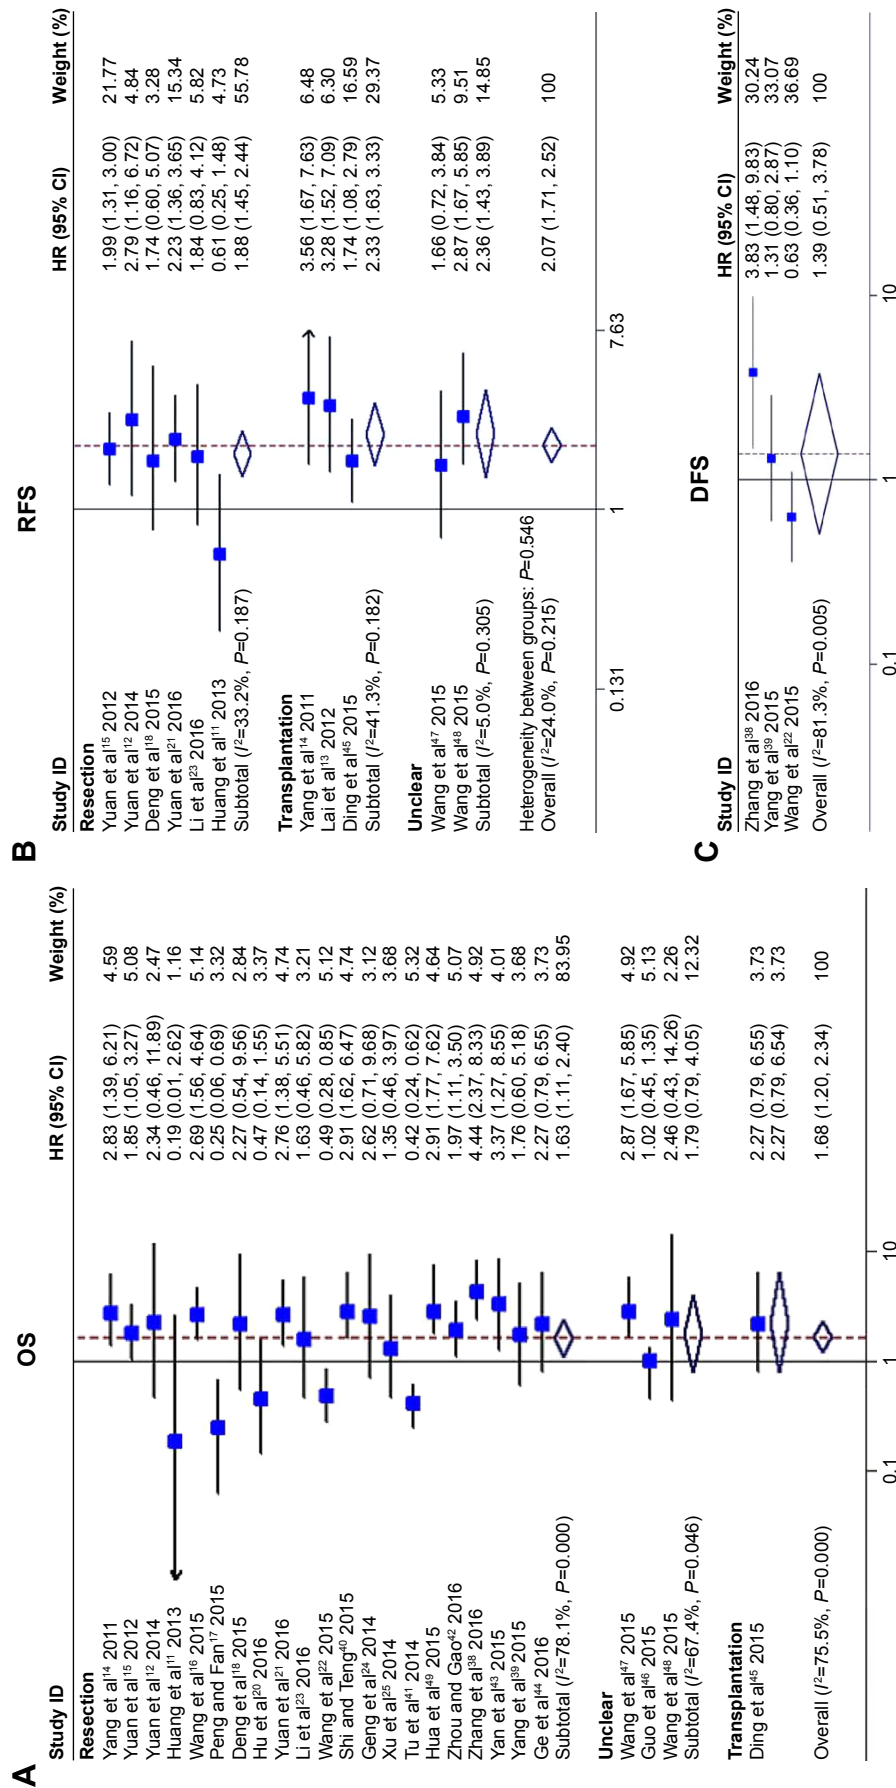 A
OS
Study ID HR (95% CI) Weight (%)
Resection
Yang et al14 2011 2.83 (1.39, 6.21) 4.59
Yuan et al15 2012 1.85 (1.05, 3.27) 5.08
Yuan et al12 2014 2.34 (0.46, 11.89) 2.47
Huang et al11 2013 0.19 (0.01, 2.62) 1.16
Wang et al16 2015 2.69 (1.56, 4.64) 5.14
Peng and Fan17 2015 0.25 (0.06, 0.69) 3.32
Deng et al18 2015 2.27 (0.54, 9.56) 2.84
Hu et al20 2016 0.47 (0.14, 1.55) 3.37
Yuan et al21 2016 2.76 (1.38, 5.51) 4.74
Li et al23 2016 1.63 (0.46, 5.82) 3.21
Wang et al22 2015 0.49 (0.28, 0.85) 5.12
Shi and Teng40 2015 2.91 (1.62, 6.47) 4.74
Geng et al24 2014 2.62 (0.71, 9.68) 3.12
Xu et al25 2014 1.35 (0.46, 3.97) 3.68
Tu et al41 2014 0.42 (0.24, 0.62) 5.32
Hua et al49 2015 2.91 (1.77, 7.62) 4.64
Zhou and Gao42 2016 1.97 (1.11, 3.50) 5.07
Zhang et al38 2016 4.44 (2.37, 8.33) 4.92
Yan et al43 2015 3.37 (1.27, 8.55) 4.01
Yang et al39 2015 1.76 (0.60, 5.18) 3.68
Ge et al44 2016 2.27 (0.79, 6.55) 3.73
Subtotal (I2=78.1%, P=0.000) 1.63 (1.11, 2.40) 83.95
Unclear
Wang et al47 2015 2.87 (1.67, 5.85) 4.92
Guo et al46 2015 1.02 (0.45, 1.35) 5.13
Wang et al48 2015 2.46 (0.43, 14.26) 2.26
Subtotal (I2=67.4%, P=0.046) 1.79 (0.79, 4.05) 12.32
Transplantation
Ding et al45 2015 2.27 (0.79, 6.55) 3.73
2.27 (0.79, 6.54) 3.73
Overall (I2=75.5%, P=0.000) 1.68 (1.20, 2.34) 100
0.1 1 10
B
RFS
Study ID HR (95% CI) Weight (%)
Resection
Yuan et al15 2012 1.99 (1.31, 3.00) 21.77
Yuan et al12 2014 2.79 (1.16, 6.72) 4.84
Deng et al18 2015 1.74 (0.60, 5.07) 3.28
Yuan et al21 2016 2.23 (1.36, 3.65) 15.34
Li et al23 2016 1.84 (0.83, 4.12) 5.82
Huang et al11 2013 0.61 (0.25, 1.48) 4.73
Subtotal (I2=33.2%, P=0.187) 1.88 (1.45, 2.44) 55.78
Transplantation
Yang et al14 2011 3.56 (1.67, 7.63) 6.48
Lai et al13 2012 3.28 (1.52, 7.09) 6.30
Ding et al45 2015 1.74 (1.08, 2.79) 16.59
Subtotal (I2=41.3%, P=0.182) 2.33 (1.63, 3.33) 29.37
Unclear
Wang et al47 2015 1.66 (0.72, 3.84) 5.33
Wang et al48 2015 2.87 (1.67, 5.85) 9.51
Subtotal (I2=5.0%, P=0.305) 2.36 (1.43, 3.89) 14.85
Heterogeneity between groups: P=0.546
Overall (I2=24.0%, P=0.215) 2.07 (1.71, 2.52) 100
0.131 1 7.63
C
DFS
Study ID HR (95% CI) Weight (%)
Zhang et al38 2016 3.83 (1.48, 9.83) 30.24
Yang et al39 2015 1.31 (0.80, 2.87) 33.07
Wang et al22 2015 0.63 (0.36, 1.10) 36.69
Overall (I2=81.3%, P=0.005) 1.39 (0.51, 3.78) 100
0.1 1 10